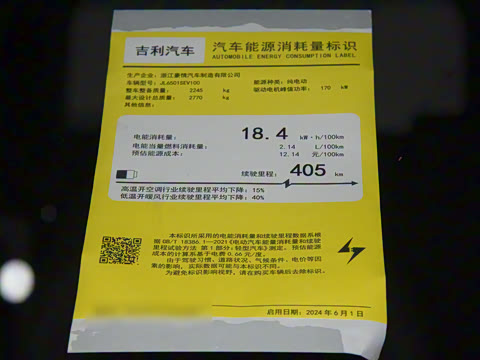 吉利汽车
汽车能源消耗量标识
AUTOMOBILE ENERGY CONSUMPTION LABEL
生产企业：浙江豪情汽车制造有限公司
车辆型号：JL6501SEV100 能源种类：纯电动
整车整备质量： 2245 kg 驱动电机峰值功率： 170 kW
最大设计总质量： 2770 kg
其他信息：
电能消耗量： 18.4 kW·h/100km
电能当量燃料消耗量： 2.14 L/100km
预估能源成本： 12.14 元/100km
续驶里程： 405 km
高温开空调行业续驶里程平均下降：15%
低温开暖风行业续驶里程平均下降：40%
本标识所采用的电能消耗量和续驶里程数据系根
据GB/T 18386.1—2021《电动汽车能量消耗量和续驶
里程试验方法 第1部分：轻型汽车》测定。预估能源
成本的计算系基于电费0.66元/度。
由于驾驶习惯、道路状况、气候条件、电价等因
素的影响，实际数据可能与本标识不同。
为避免标识影响视野，请在购买车辆后去除标识。
启用日期：2024年6月1日